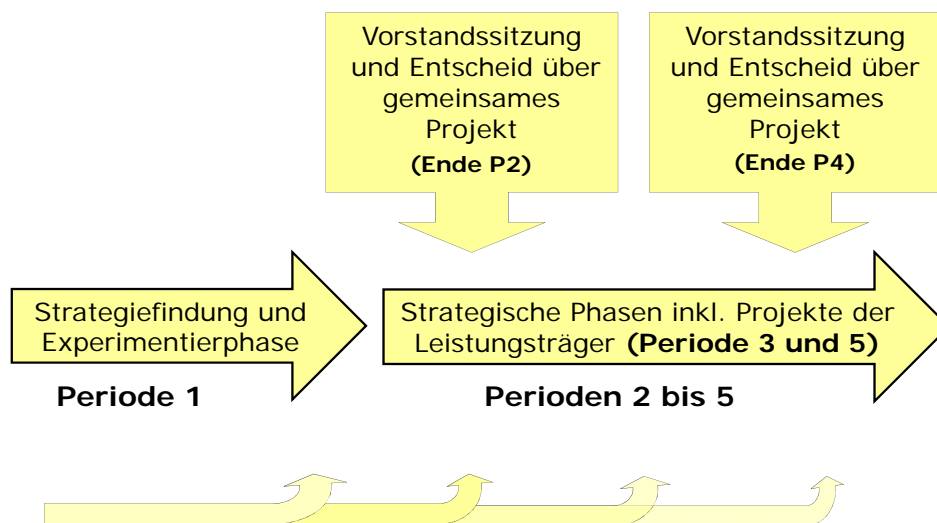 Vorstandssitzung
und Entscheid über
gemeinsames
Projekt
(Ende P2)
Vorstandssitzung
und Entscheid über
gemeinsames
Projekt
(Ende P4)
Strategiefindung und
Experimentierphase
Strategische Phasen inkl. Projekte der
Leistungsträger (Periode 3 und 5)
Periode 1
Perioden 2 bis 5